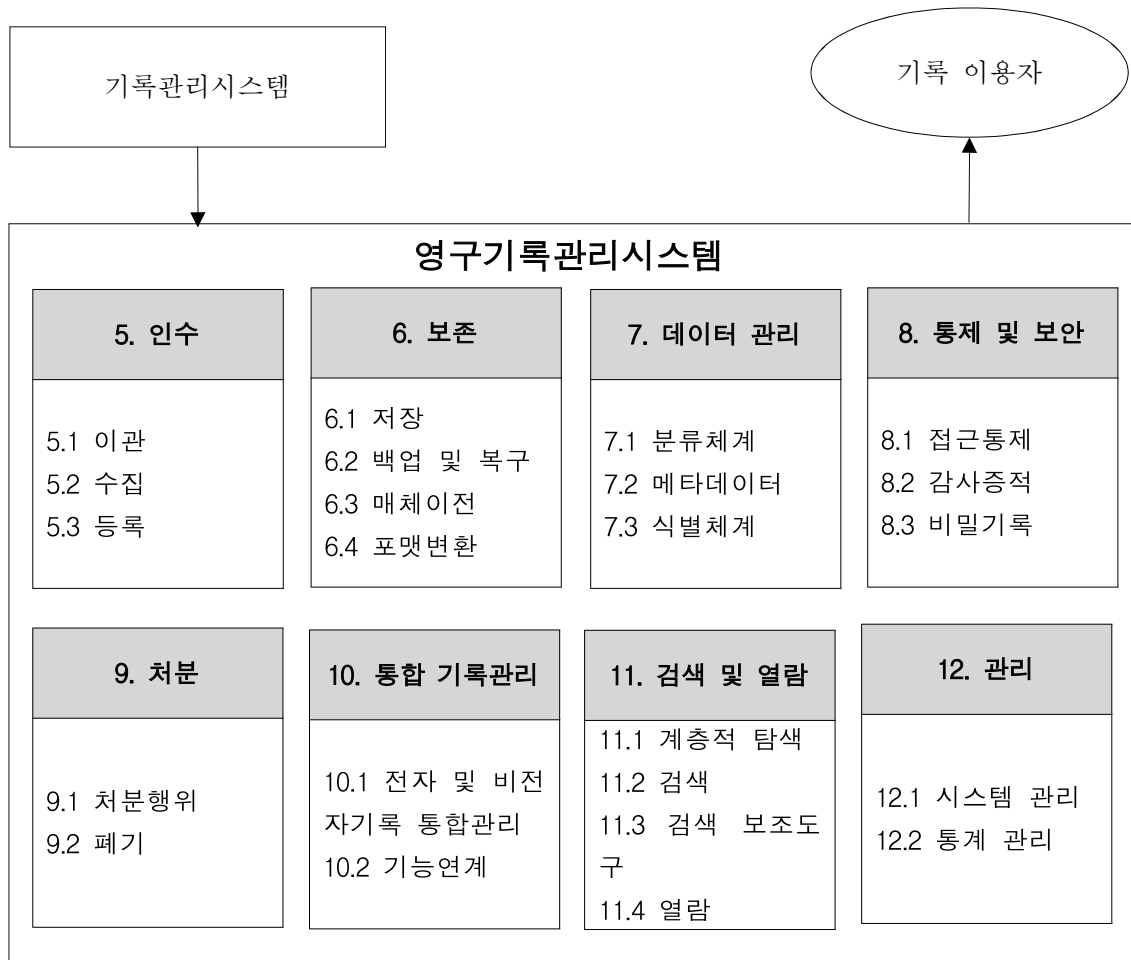 기록관리시스템
기록 이용자
영구기록관리시스템
5. 인수
5.1 이관
5.2 수집
5.3 등록
6. 보존
6.1 저장
6.2 백업 및 복구
6.3 매체이전
6.4 포맷변환
7. 데이터 관리
7.1 분류체계
7.2 메타데이터
7.3 식별체계
8. 통제 및 보안
8.1 접근통제
8.2 감사증적
8.3 비밀기록
9. 처분
9.1 처분행위
9.2 폐기
10. 통합 기록관리
10.1 전자 및 비전
자기록 통합관리
10.2 기능연계
11. 검색 및 열람
11.1 계층적 탐색
11.2 검색
11.3 검색 보조도
구
11.4 열람
12. 관리
12.1 시스템 관리
12.2 통계 관리